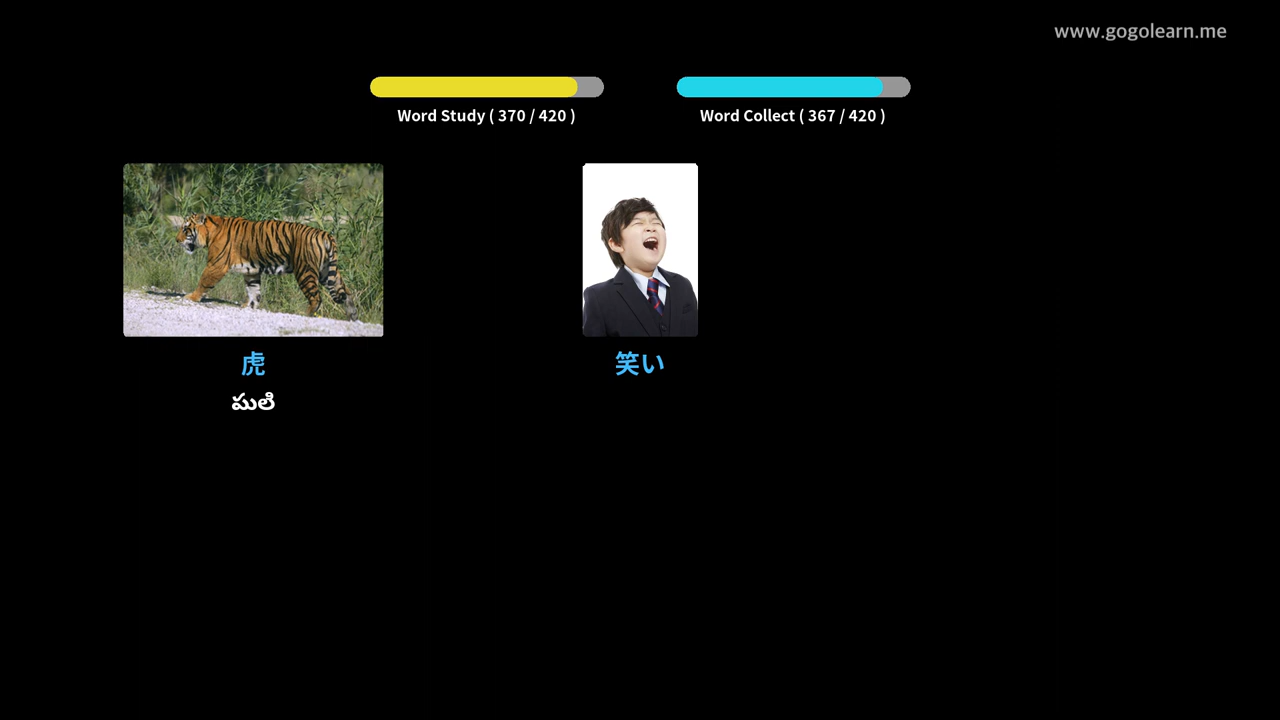 www.gogolearn.me
Word Study ( 370 / 420 )
Word Collect ( 367 / 420 )
虎
పులి
笑い